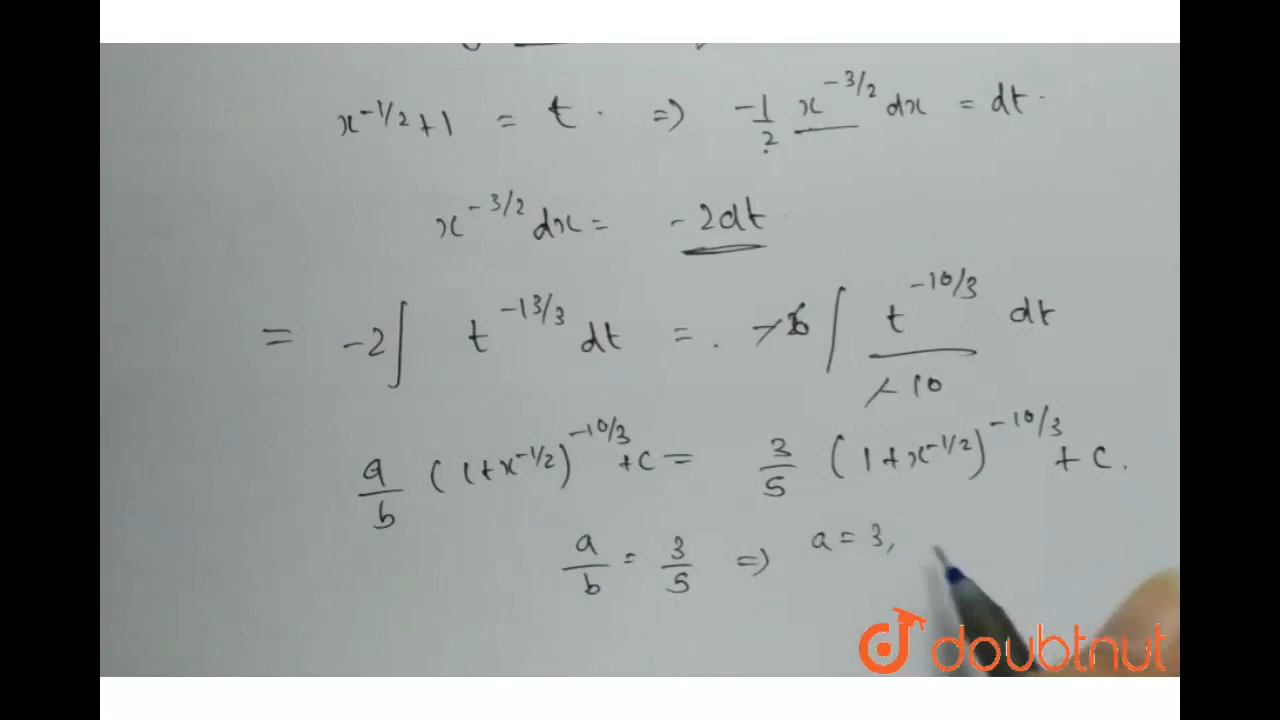 x^{-1/2} + 1 = t . ⇒ -1/2 x^{-3/2} dx = dt .
x^{-3/2} dx = -2dt
= -2∫ t^{-13/3} dt = . -6 ∫ t^{-10/3}/-10 dt
a/b (1+x^{-1/2})^{-10/3} + c = 3/5 (1+x^{-1/2})^{-10/3} + c .
a/b = 3/5 ⇒ a = 3,
doubtnut